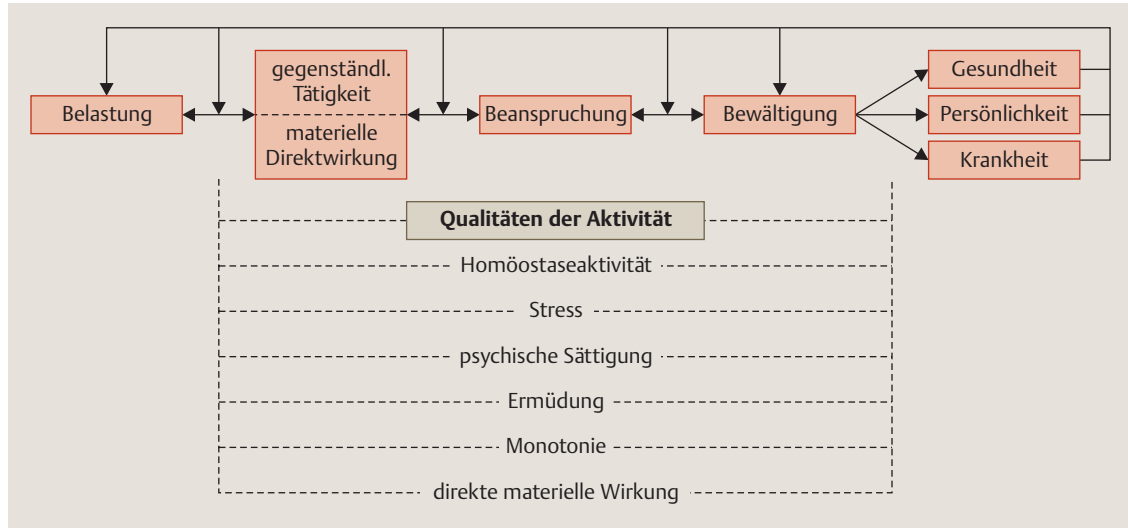 Belastung
gegenständl.
Tätigkeit
materielle
Direktwirkung
Beanspruchung
Bewältigung
Gesundheit
Persönlichkeit
Krankheit
Qualitäten der Aktivität
Homöostaseaktivität
Stress
psychische Sättigung
Ermüdung
Monotonie
direkte materielle Wirkung